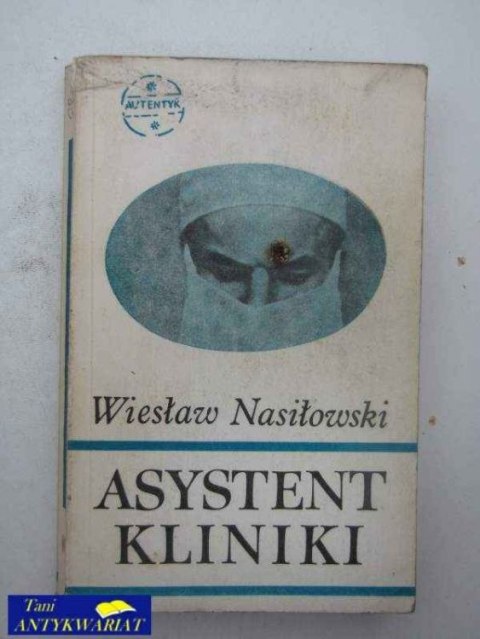 AUTENTYK
Wiesław Nasiłowski
ASYSTENT
KLINIKI
Tani
ANTYKWARIAT